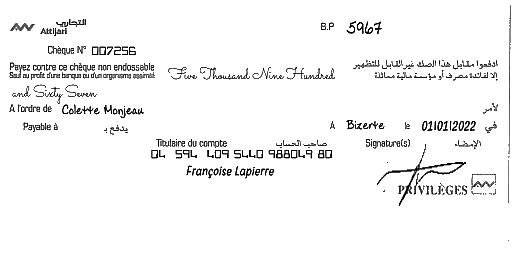 التجاري
Attijari
B.P 5967
Chèque N° 007256
Payez contre ce chèque non endossable
Sauf au profit d'une banque ou d'un organisme assimilé
Five Thousand Nine Hundred
ادفعوا مقابل هذا الصك غير القابل للتظهير
إلا لفائدة مصرف أو مؤسسة مالية مماثلة
and Sixty Seven
A l'ordre de Colette Monjeau
لأمر
Payable à يدفع بـ
A Bizerte le 01/01/2022 في
Titulaire du compte صاحب الحساب
Signature(s) الإمضاء
04 594 409 5440 988049 80
Françoise Lapierre
PRIVILÈGES